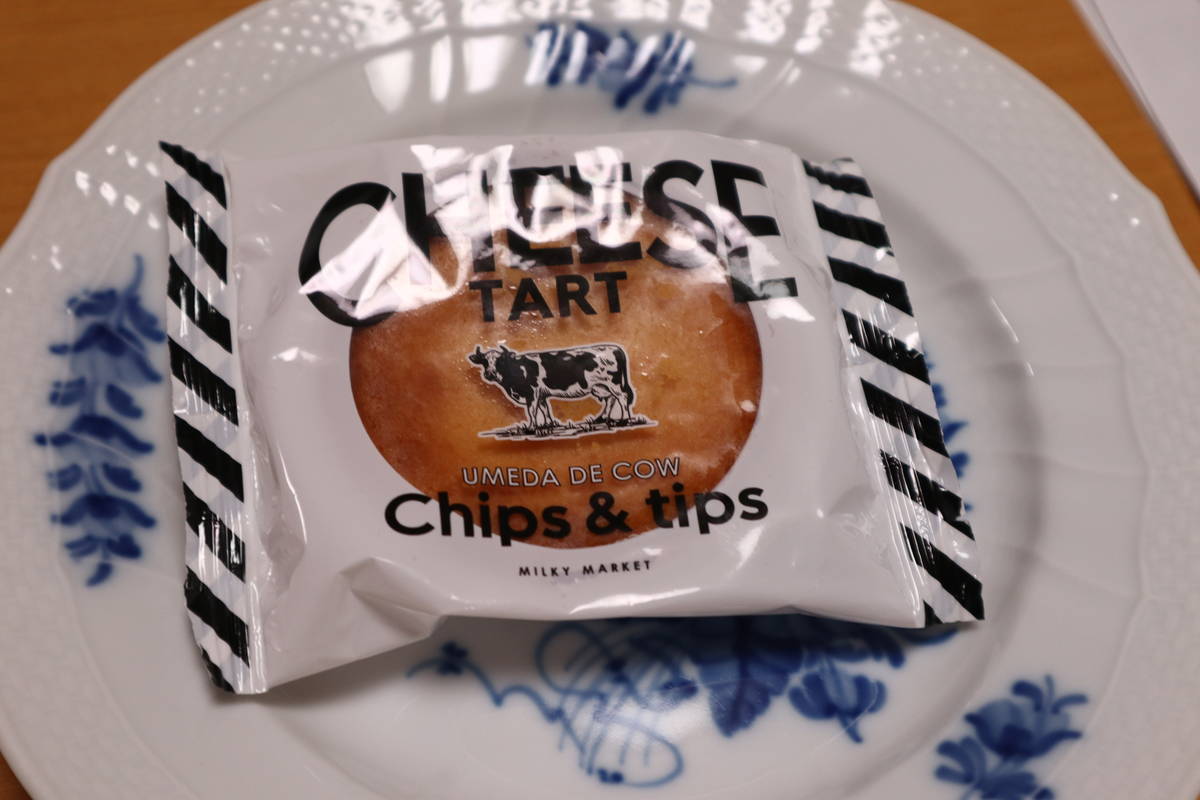 CHEESE
TART
UMEDA DE COW
Chips & tips
MILKY MARKET